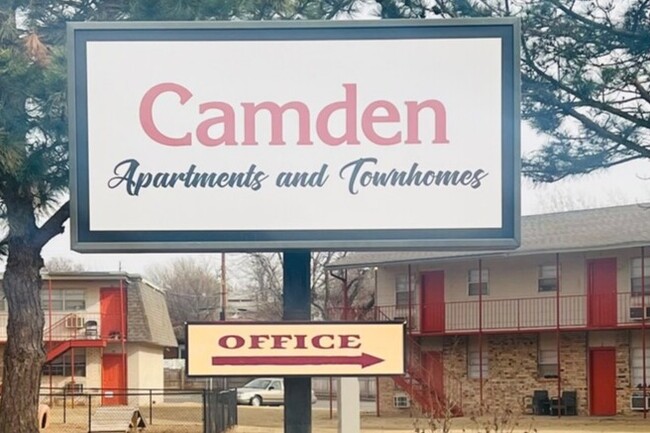 Camden
Apartments and Townhomes
OFFICE